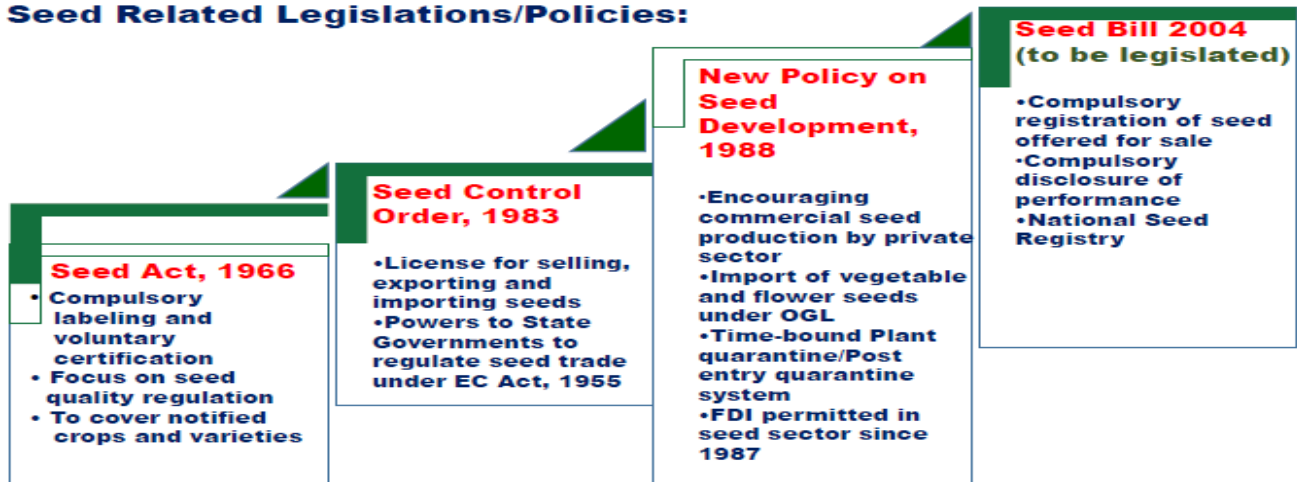 Seed Related Legislations/Policies:
Seed Act, 1966
• Compulsory
labeling and
voluntary
certification
• Focus on seed
quality regulation
• To cover notified
crops and varieties
Seed Control
Order, 1983
•License for selling,
exporting and
importing seeds
•Powers to State
Governments to
regulate seed trade
under EC Act, 1955
New Policy on
Seed
Development,
1988
•Encouraging
commercial seed
production by private
sector
•Import of vegetable
and flower seeds
under OGL
•Time-bound Plant
quarantine/Post
entry quarantine
system
•FDI permitted in
seed sector since
1987
Seed Bill 2004
(to be legislated)
•Compulsory
registration of seed
offered for sale
•Compulsory
disclosure of
performance
•National Seed
Registry